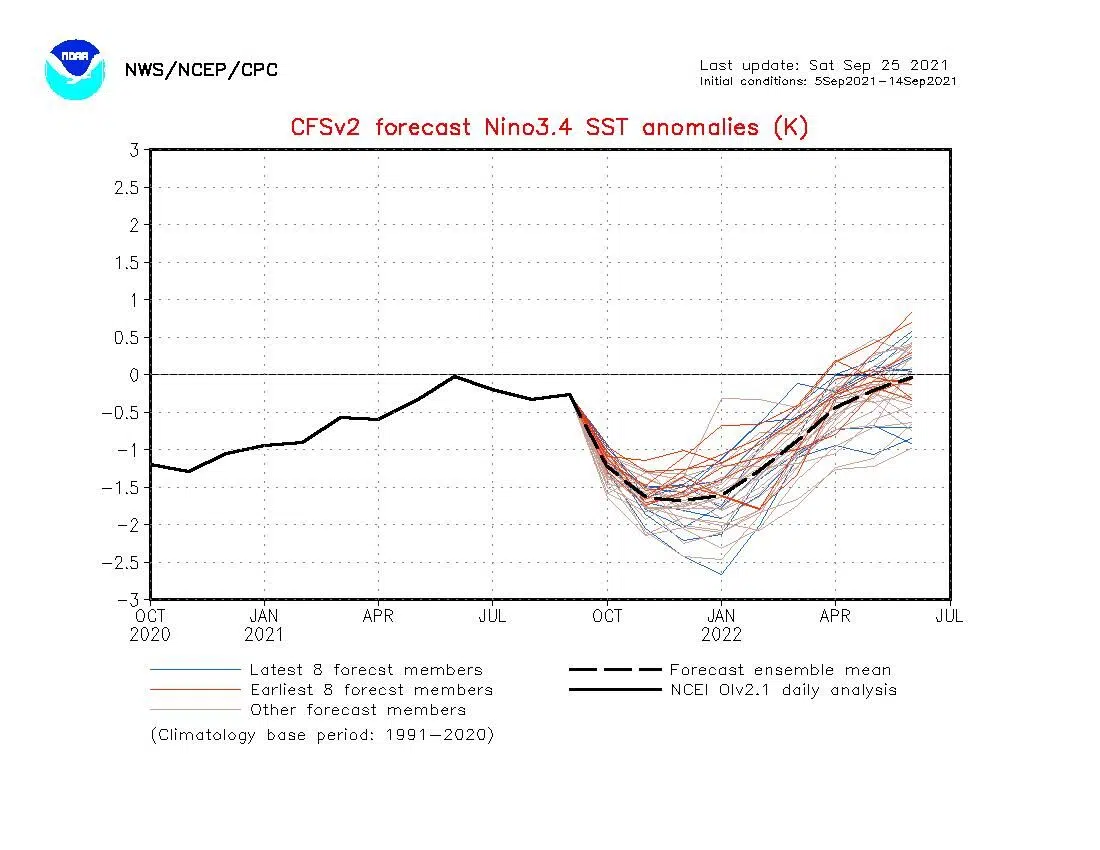 NOAA
NWS/NCEP/CPC
Last update: Sat Sep 25 2021
Initial conditions: 5Sep2021-14Sep2021
CFSv2 forecast Nino3.4 SST anomalies (K)
3
2.5
2
1.5
1
0.5
0
-0.5
-1
-1.5
-2
-2.5
-3
OCT JAN APR JUL OCT JAN APR JUL
2020 2021 2022
Latest 8 forecst members
Earliest 8 forecst members
Other forecast members
(Climatology base period: 1991-2020)
Forecast ensemble mean
NCEI OIv2.1 daily analysis